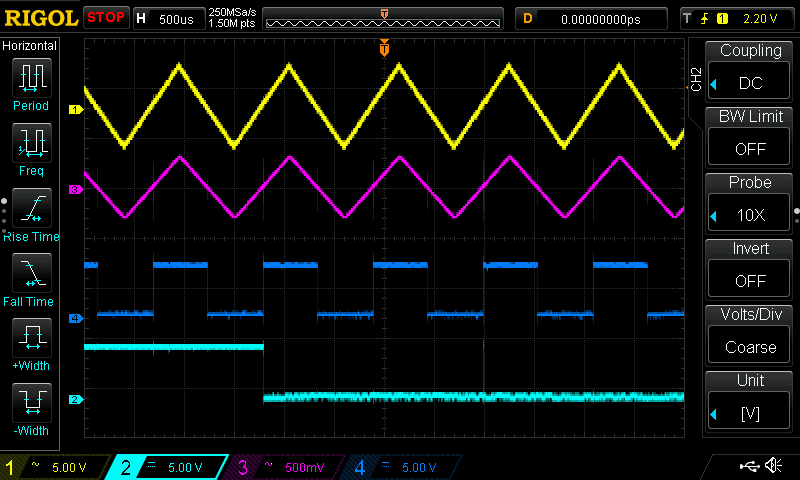 RIGOL STOP H 500us 250MSa/s 1.50M pts T D 0.00000000ps T 1 2.20 V
Horizontal
Period
Freq
Rise Time
Fall Time
+Width
-Width
T
1
3
4
2
CH2
Coupling
DC
BW Limit
OFF
Probe
10X
Invert
OFF
Volts/Div
Coarse
Unit
[V]
1 ~ 5.00 V 2 5.00 V 3 ~ 500mV 4 5.00 V